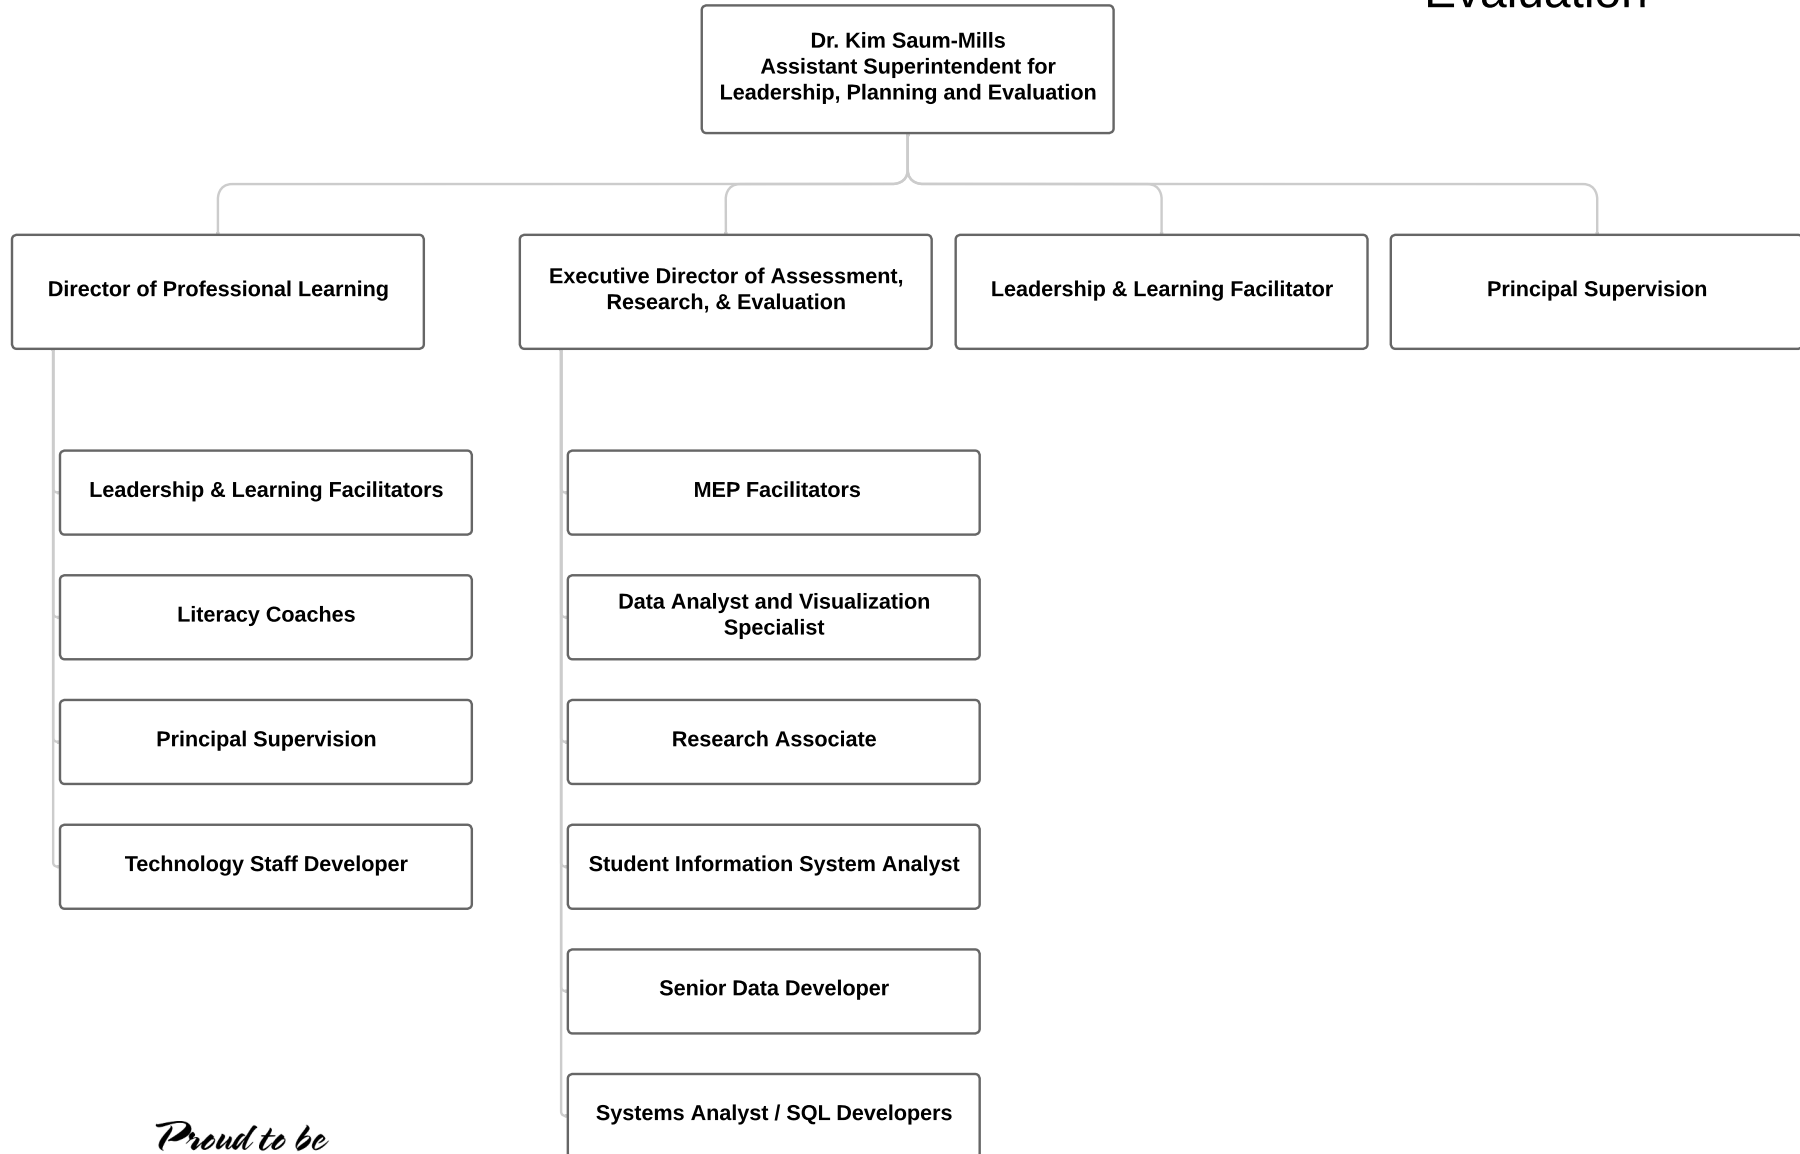 Evaluation
Dr. Kim Saum-Mills
Assistant Superintendent for
Leadership, Planning and Evaluation
Director of Professional Learning
Executive Director of Assessment,
Research, & Evaluation
Leadership & Learning Facilitator
Principal Supervision
Leadership & Learning Facilitators
Literacy Coaches
Principal Supervision
Technology Staff Developer
MEP Facilitators
Data Analyst and Visualization
Specialist
Research Associate
Student Information System Analyst
Senior Data Developer
Systems Analyst / SQL Developers
Proud to be